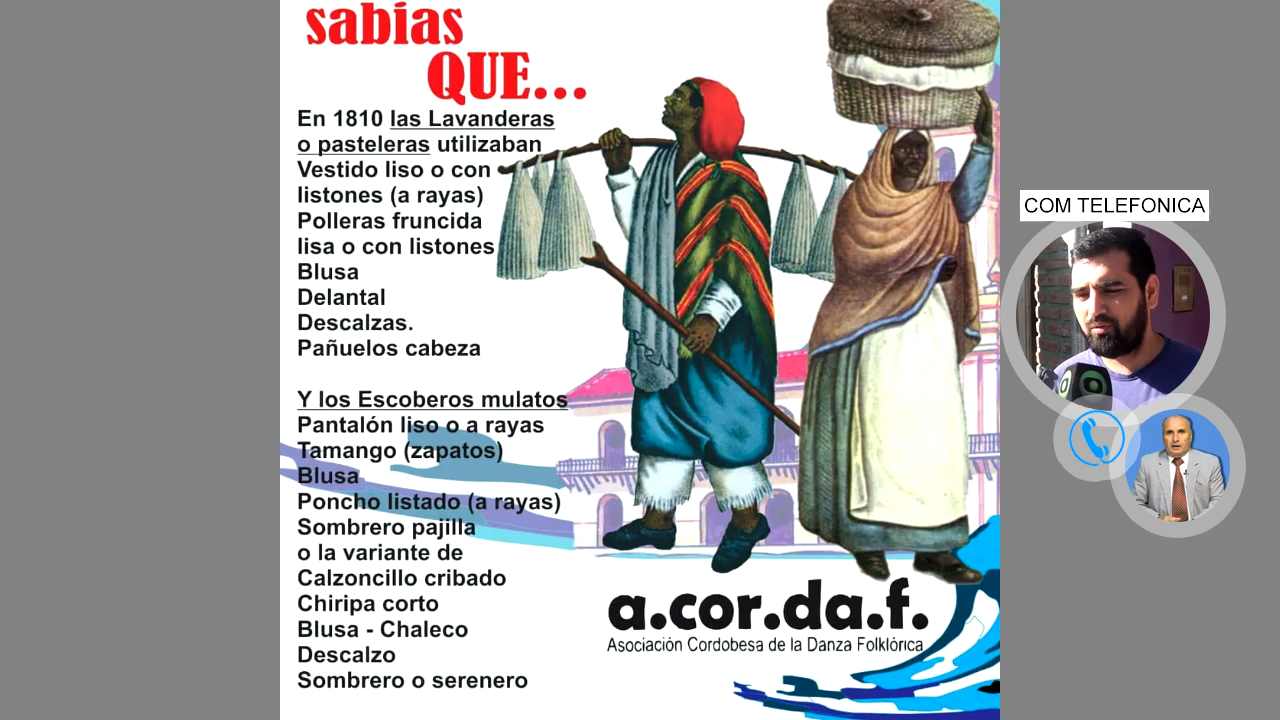 sabias
QUE...
En 1810 las Lavanderas
o pasteleras utilizaban
Vestido liso o con
listones (a rayas)
Polleras fruncida
lisa o con listones
Blusa
Delantal
Descalzas.
Pañuelos cabeza
Y los Escoberos mulatos
Pantalón liso o a rayas
Tamango (zapatos)
Blusa
Poncho listado (a rayas)
Sombrero pajilla
o la variante de
Calzoncillo cribado
Chiripa corto
Blusa - Chaleco
Descalzo
Sombrero o serenero
a.cor.da.f.
Asociación Cordobesa de la Danza Folklórica
COM TELEFONICA